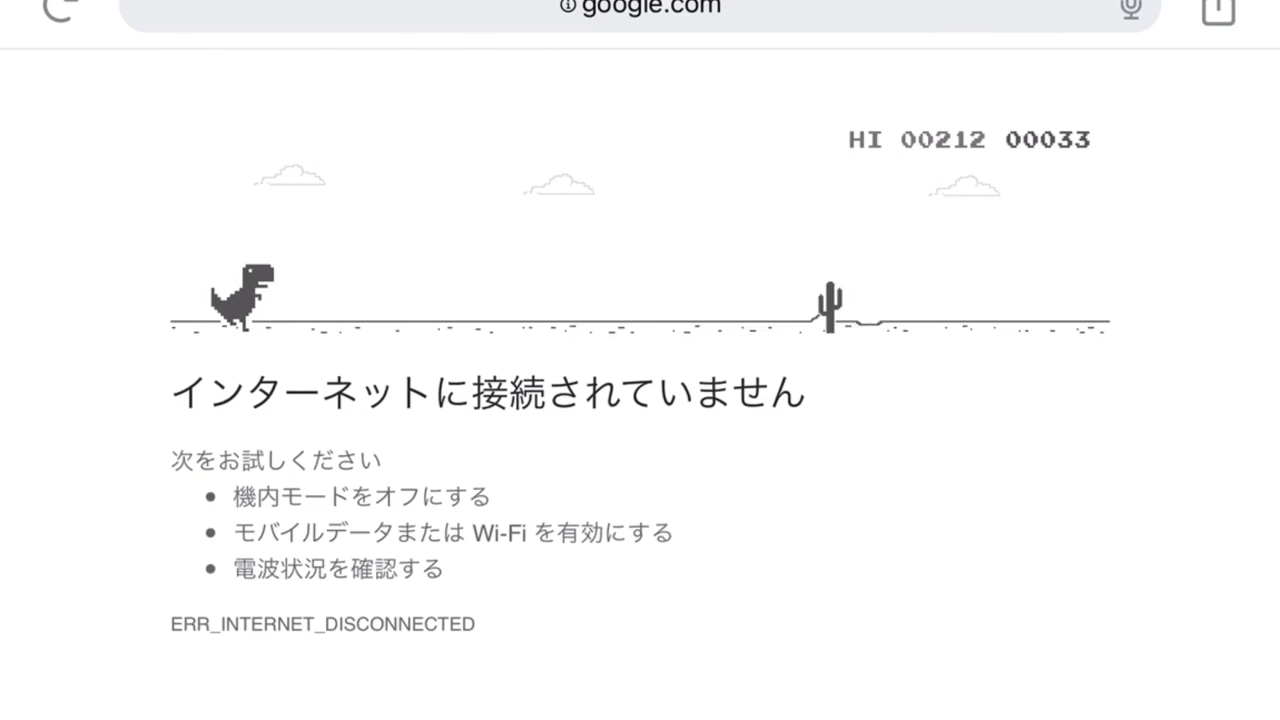 google.com
HI 00212 00033
インターネットに接続されていません
次をお試しください
機内モードをオフにする
モバイルデータまたは Wi-Fi を有効にする
電波状況を確認する
ERR_INTERNET_DISCONNECTED